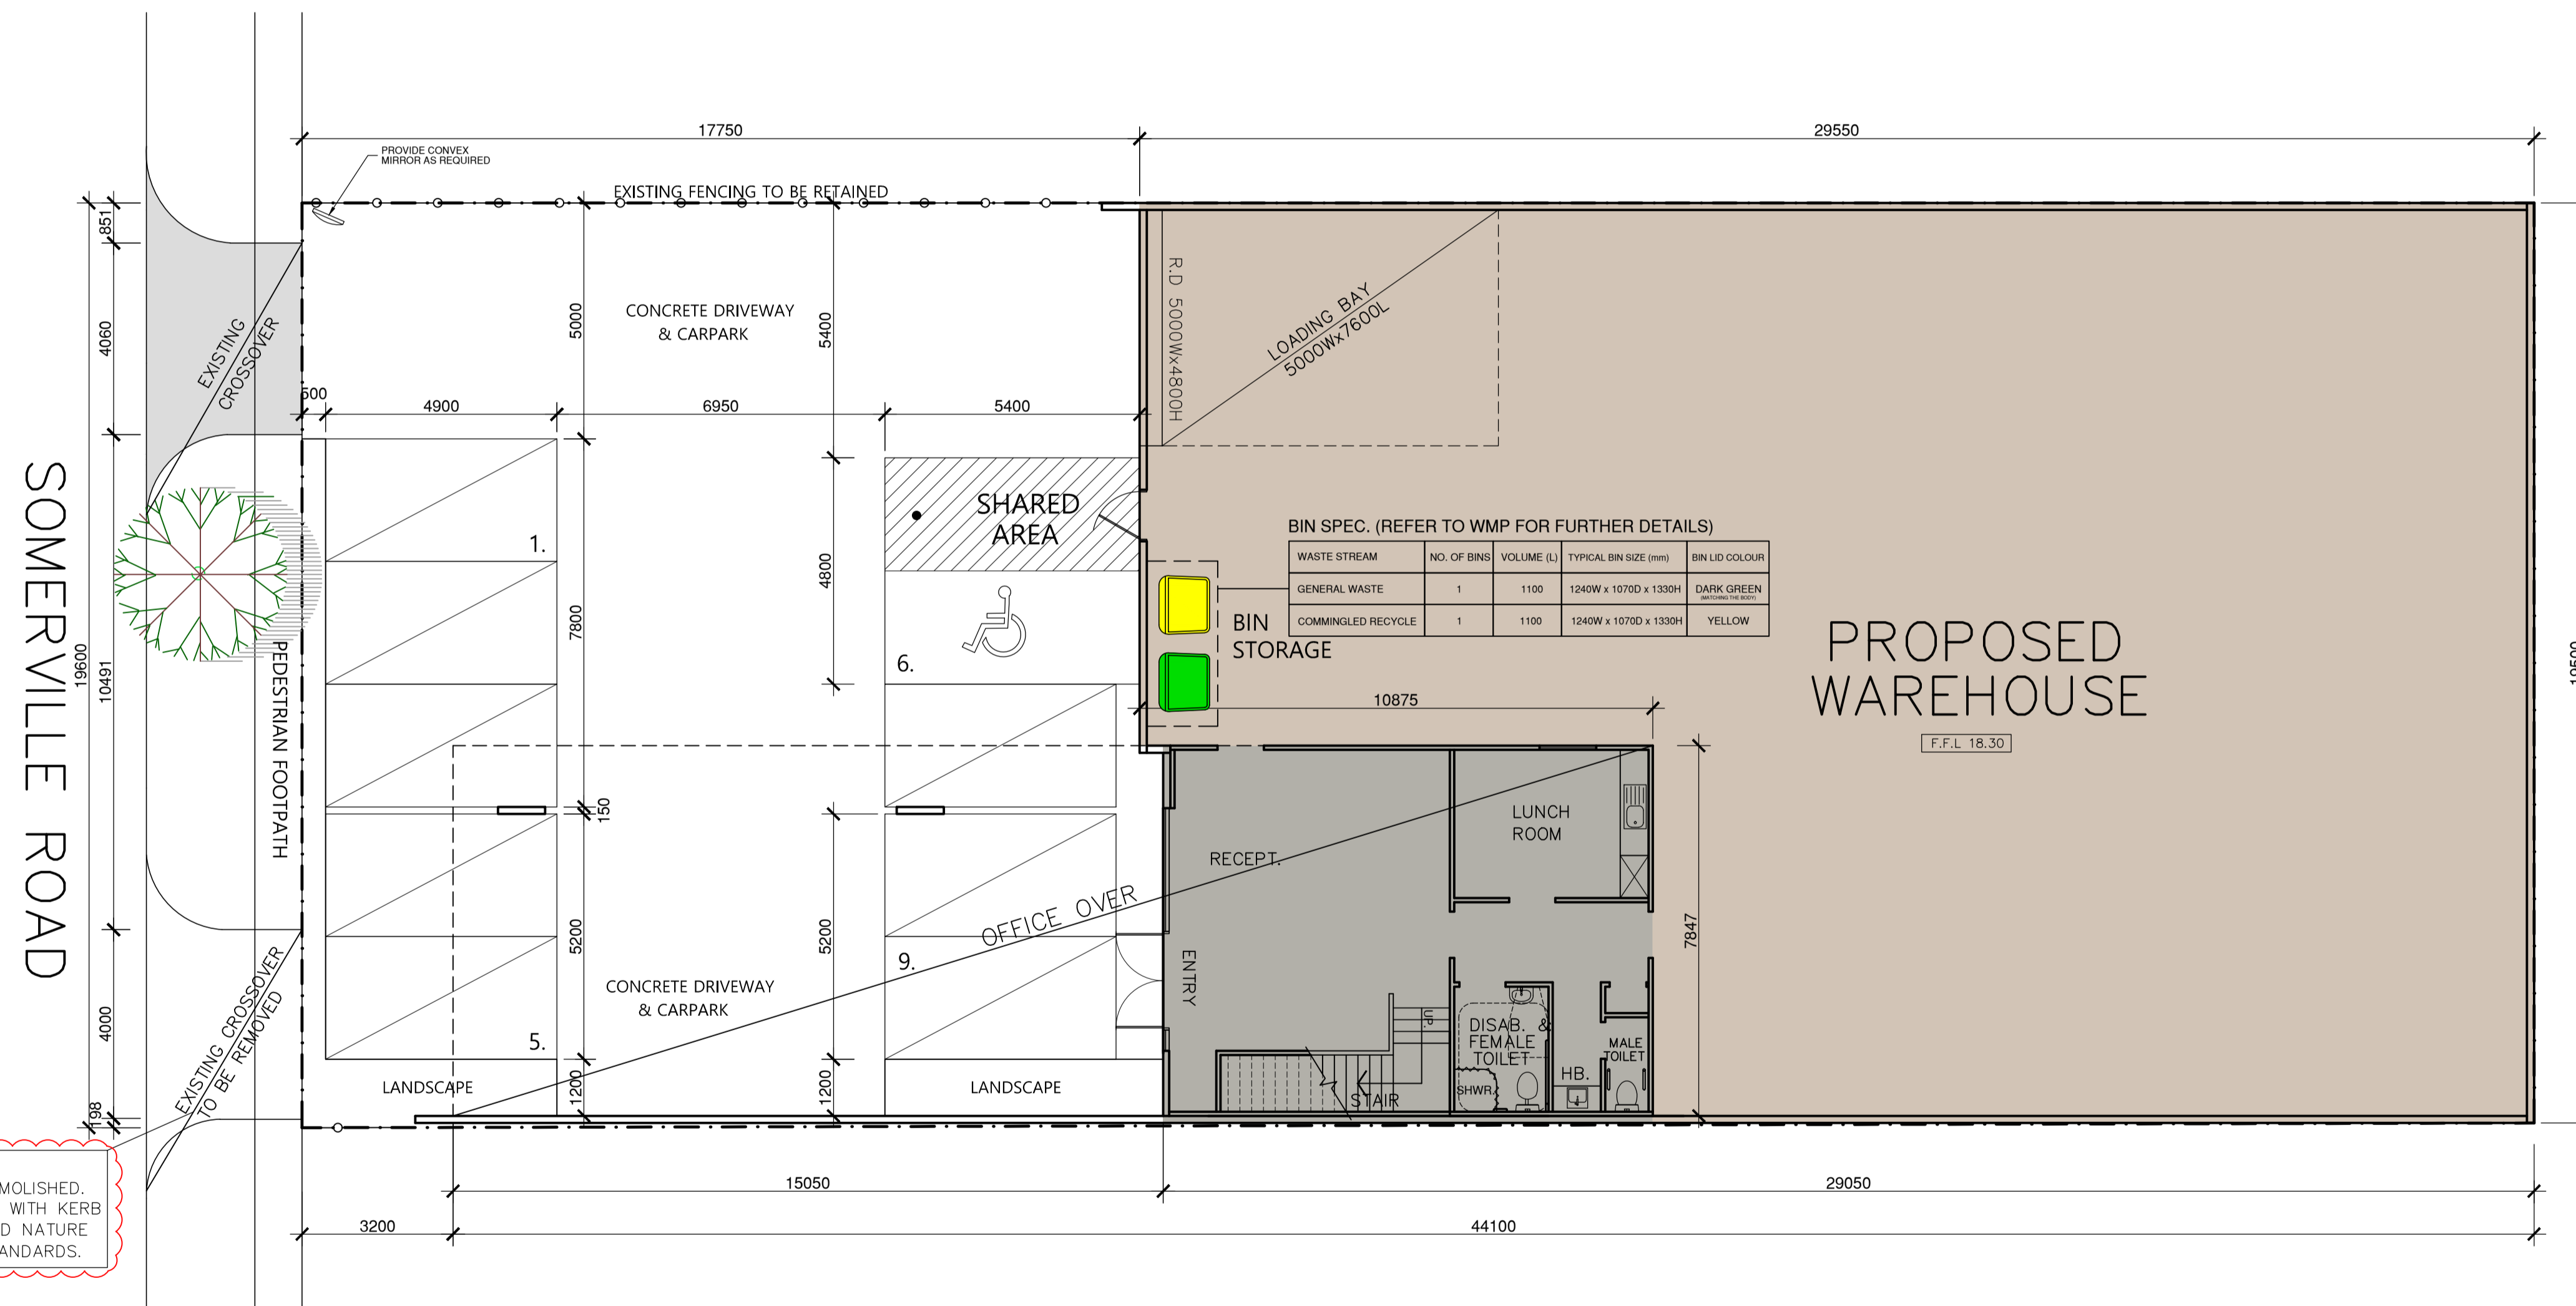 17750
29550
PROVIDE CONVEX
MIRROR AS REQUIRED
EXISTING FENCING TO BE RETAINED
851
4060
19600
10491
4000
198
SOMERVILLE ROAD
EXISTING
CROSSOVER
PEDESTRIAN FOOTPATH
EXISTING CROSSOVER
TO BE REMOVED
5000
5400
CONCRETE DRIVEWAY
& CARPARK
500
4900
6950
5400
R.D 5000Wx4800H
LOADING BAY
5000Wx7600L
SHARED
AREA
1.
4800
7800
6.
BIN SPEC. (REFER TO WMP FOR FURTHER DETAILS)
WASTE STREAM NO. OF BINS VOLUME (L) TYPICAL BIN SIZE (mm) BIN LID COLOUR
GENERAL WASTE 1 1100 1240W x 1070D x 1330H DARK GREEN
(MATCHING THE BODY)
COMMINGLED RECYCLE 1 1100 1240W x 1070D x 1330H YELLOW
BIN
STORAGE
PROPOSED
WAREHOUSE
F.F.L 18.30
19500
10875
150
LUNCH
ROOM
RECEPT.
OFFICE OVER
7847
5200
5200
9.
ENTRY
CONCRETE DRIVEWAY
& CARPARK
5.
UP.
DISAB. &
FEMALE
TOILET
MALE
TOILET
HB.
SHWR.
STAIR
LANDSCAPE
1200
1200
LANDSCAPE
MOLISHED.
WITH KERB
D NATURE
ANDARDS.
15050
29050
3200
44100